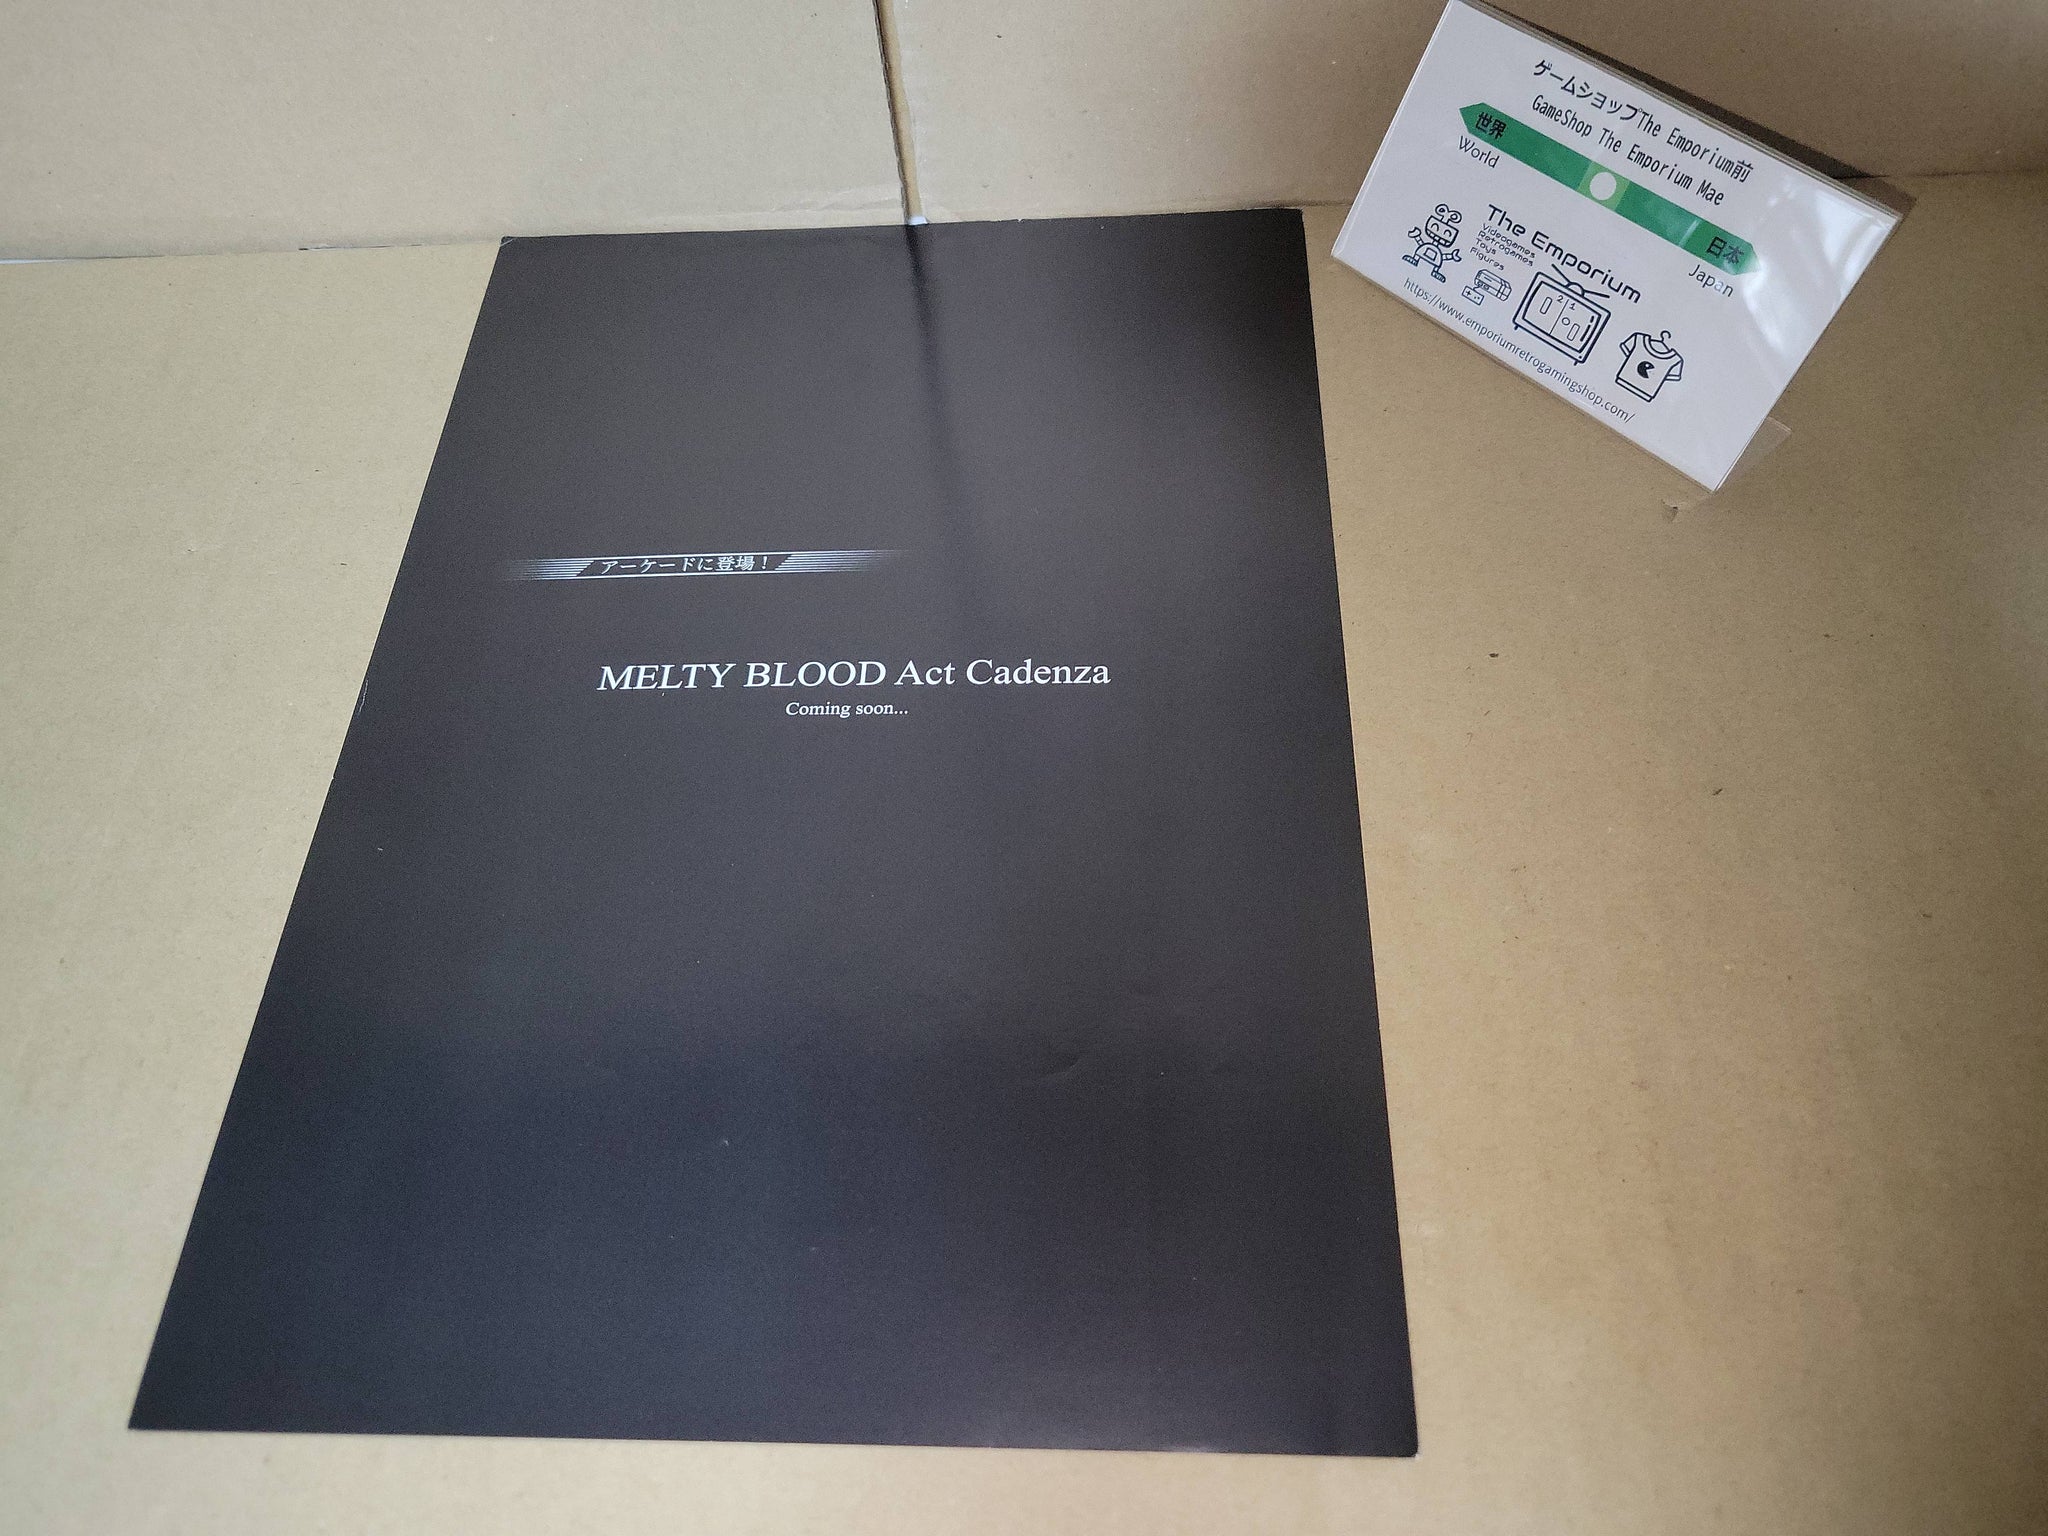 アーケードに登場！
MELTY BLOOD Act Cadenza
Coming soon...
ゲームショップThe Emporium前
GameShop The Emporium Mae
世界
World
日本
Japan
The Emporium
Videogames
Retrogames
Toys
Figures
2 1
https://www.emporiumretrogamingshop.com/